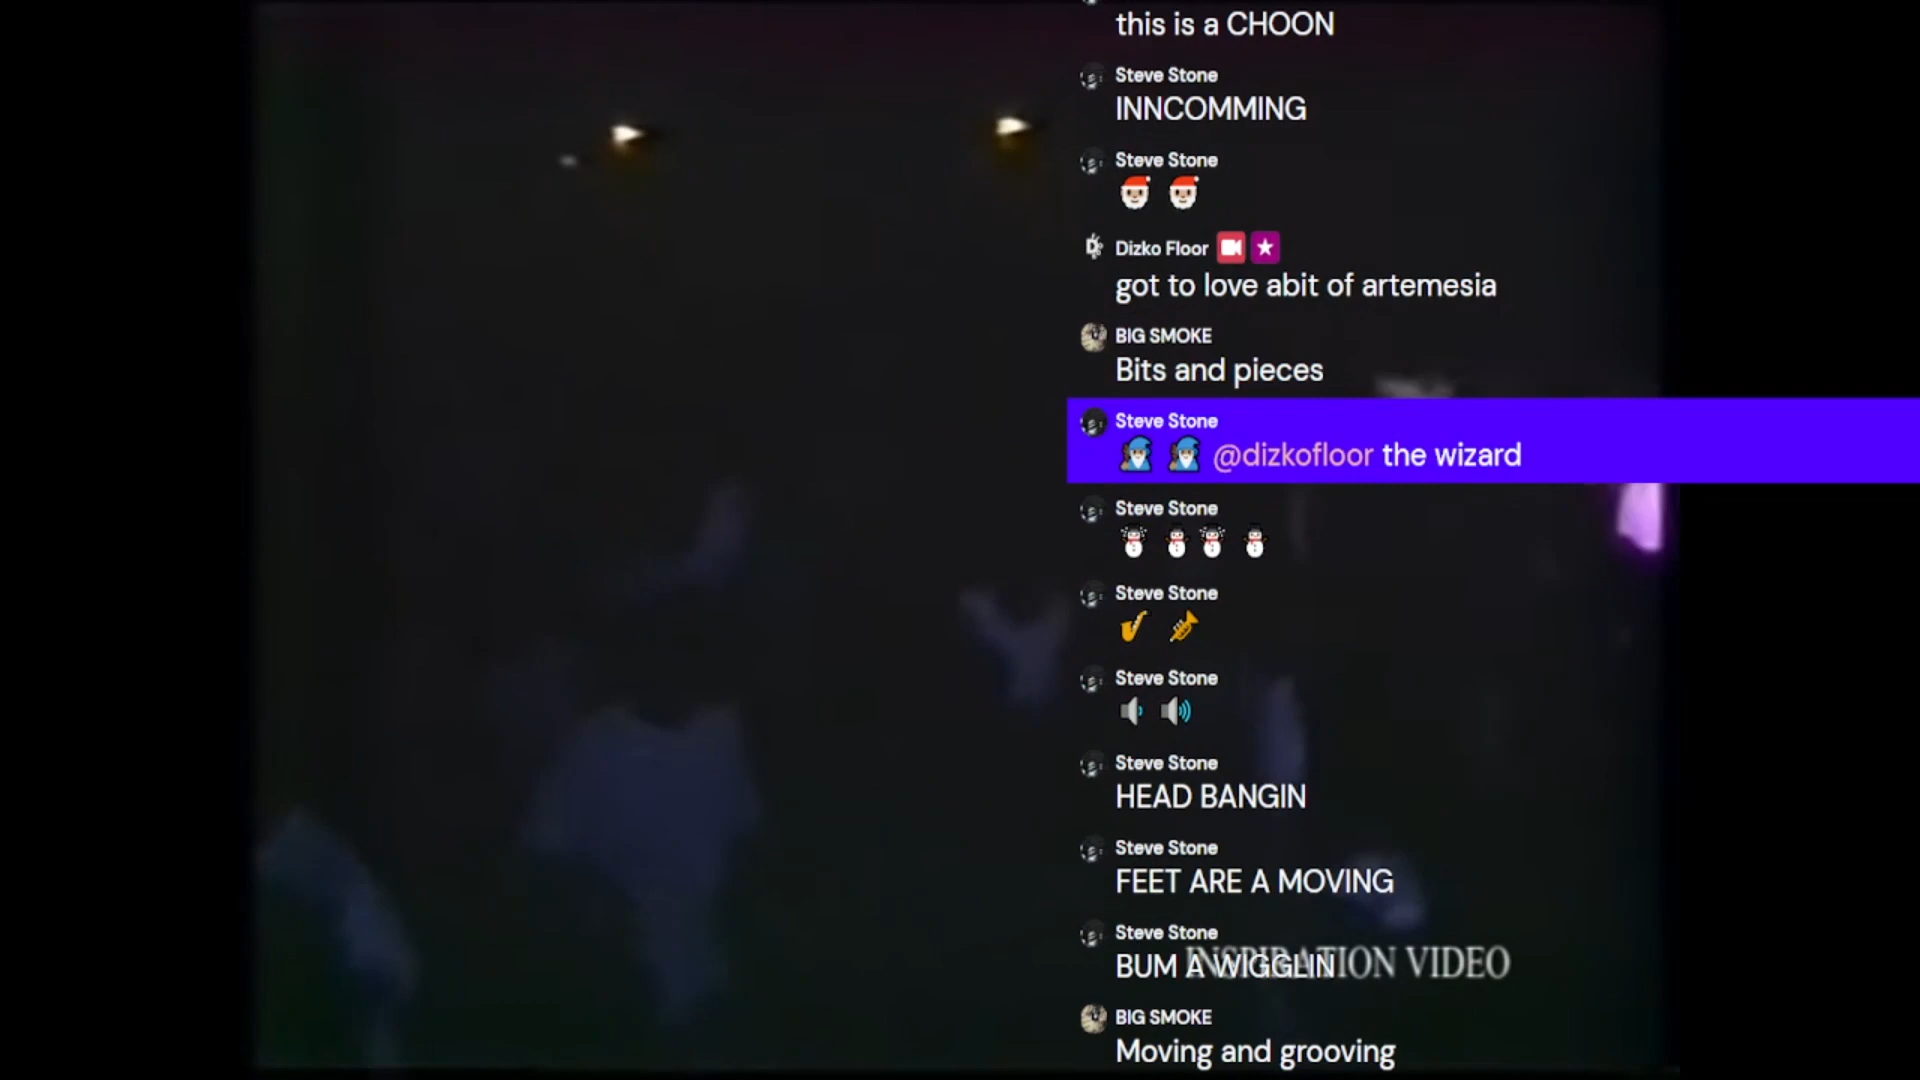 this is a CHOON
Steve Stone
INNCOMMING
Steve Stone
🎅🏻 🎅🏻
Dizko Floor
got to love abit of artemesia
BIG SMOKE
Bits and pieces
Steve Stone
🧙🏼‍♂️ 🧙🏼‍♂️ @dizkofloor the wizard
Steve Stone
☃️ ⛄ ☃️ ⛄
Steve Stone
🎷 🎺
Steve Stone
🔉 🔊
Steve Stone
HEAD BANGIN
Steve Stone
FEET ARE A MOVING
Steve Stone
BUM A WIGGLIN
INSPIRATION VIDEO
BIG SMOKE
Moving and grooving